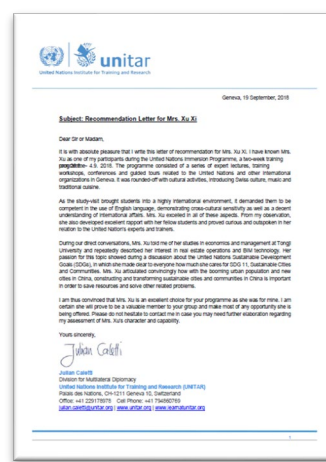 unitar
United Nations Institute for Training and Research
Geneva, 19 September, 2016
Subject: Recommendation Letter for Mrs. Xu Xi
Dear Sir or Madam,
It is with absolute pleasure that I write this letter of recommendation for Ms. Xu Xi. I have known Mrs.
Xu as one of my participants during the United Nations Immersion Programme, a two-week training
4.9. 2016. The programme consisted of a series of expert lectures, training
workshops, conferences and guided tours related to the United Nations and other international
organizations in Geneva. It was rounded-off with cultural activities, introducing Swiss culture, music and
traditional cuisine.
As the study-visit brought students into a highly international environment, it demanded them to be
competent in the use of English language, demonstrating cross-cultural sensitivity as well as a decent
understanding of international affairs. Mrs. Xu excelled in all of these aspects. From my observation,
she also developed excellent rapport with her fellow students and proved curious and outspoken in her
relation to the United Nation's experts and trainers.
During our direct conversations, Mrs. Xu told me of her studies in economics and management at Tongji
University and repeatedly described her interest in real estate operations and BIM technology. Her
passion for this topic showed during a discussion about the United Nations Sustainable Development
Goals (SDGs), in which she made clear to everyone how much she cares for SDG 11, Sustainable Cities
and Communities. Ms. Xu articulated convincingly how with the booming urban population and new
cities in China, constructing and transforming sustainable cities and communities in China is important
in order to save resources and solve other related problems.
I am thus convinced that Mrs. Xu is an excellent choice for your programme as she was for mine. I am
certain she will prove to be a valuable member to your group and make most of any opportunity she is
being offered. Please do not hesitate to contact me in case you may need further elaboration regarding
my assessment of Mrs. Xu's character and capability.
Yours sincerely,
Julian Caletti
Julian Caletti
Division for Multilateral Diplomacy
United Nations Institute for Training and Research (UNITAR)
Palais des Nations, CH-1211 Geneva 10, Switzerland
julian.caletti@unitar.org | www.unitar.org | www.learnatunitar.org